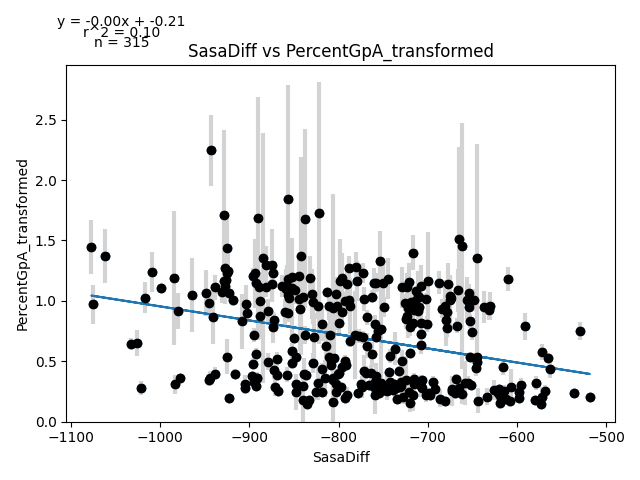 y = -0.00x + -0.21
r^2 = 0.10
n = 315
SasaDiff vs PercentGpA_transformed
PercentGpA_transformed
2.5
2.0
1.5
1.0
0.5
0.0
−1100 −1000 −900 −800 −700 −600 −500
SasaDiff